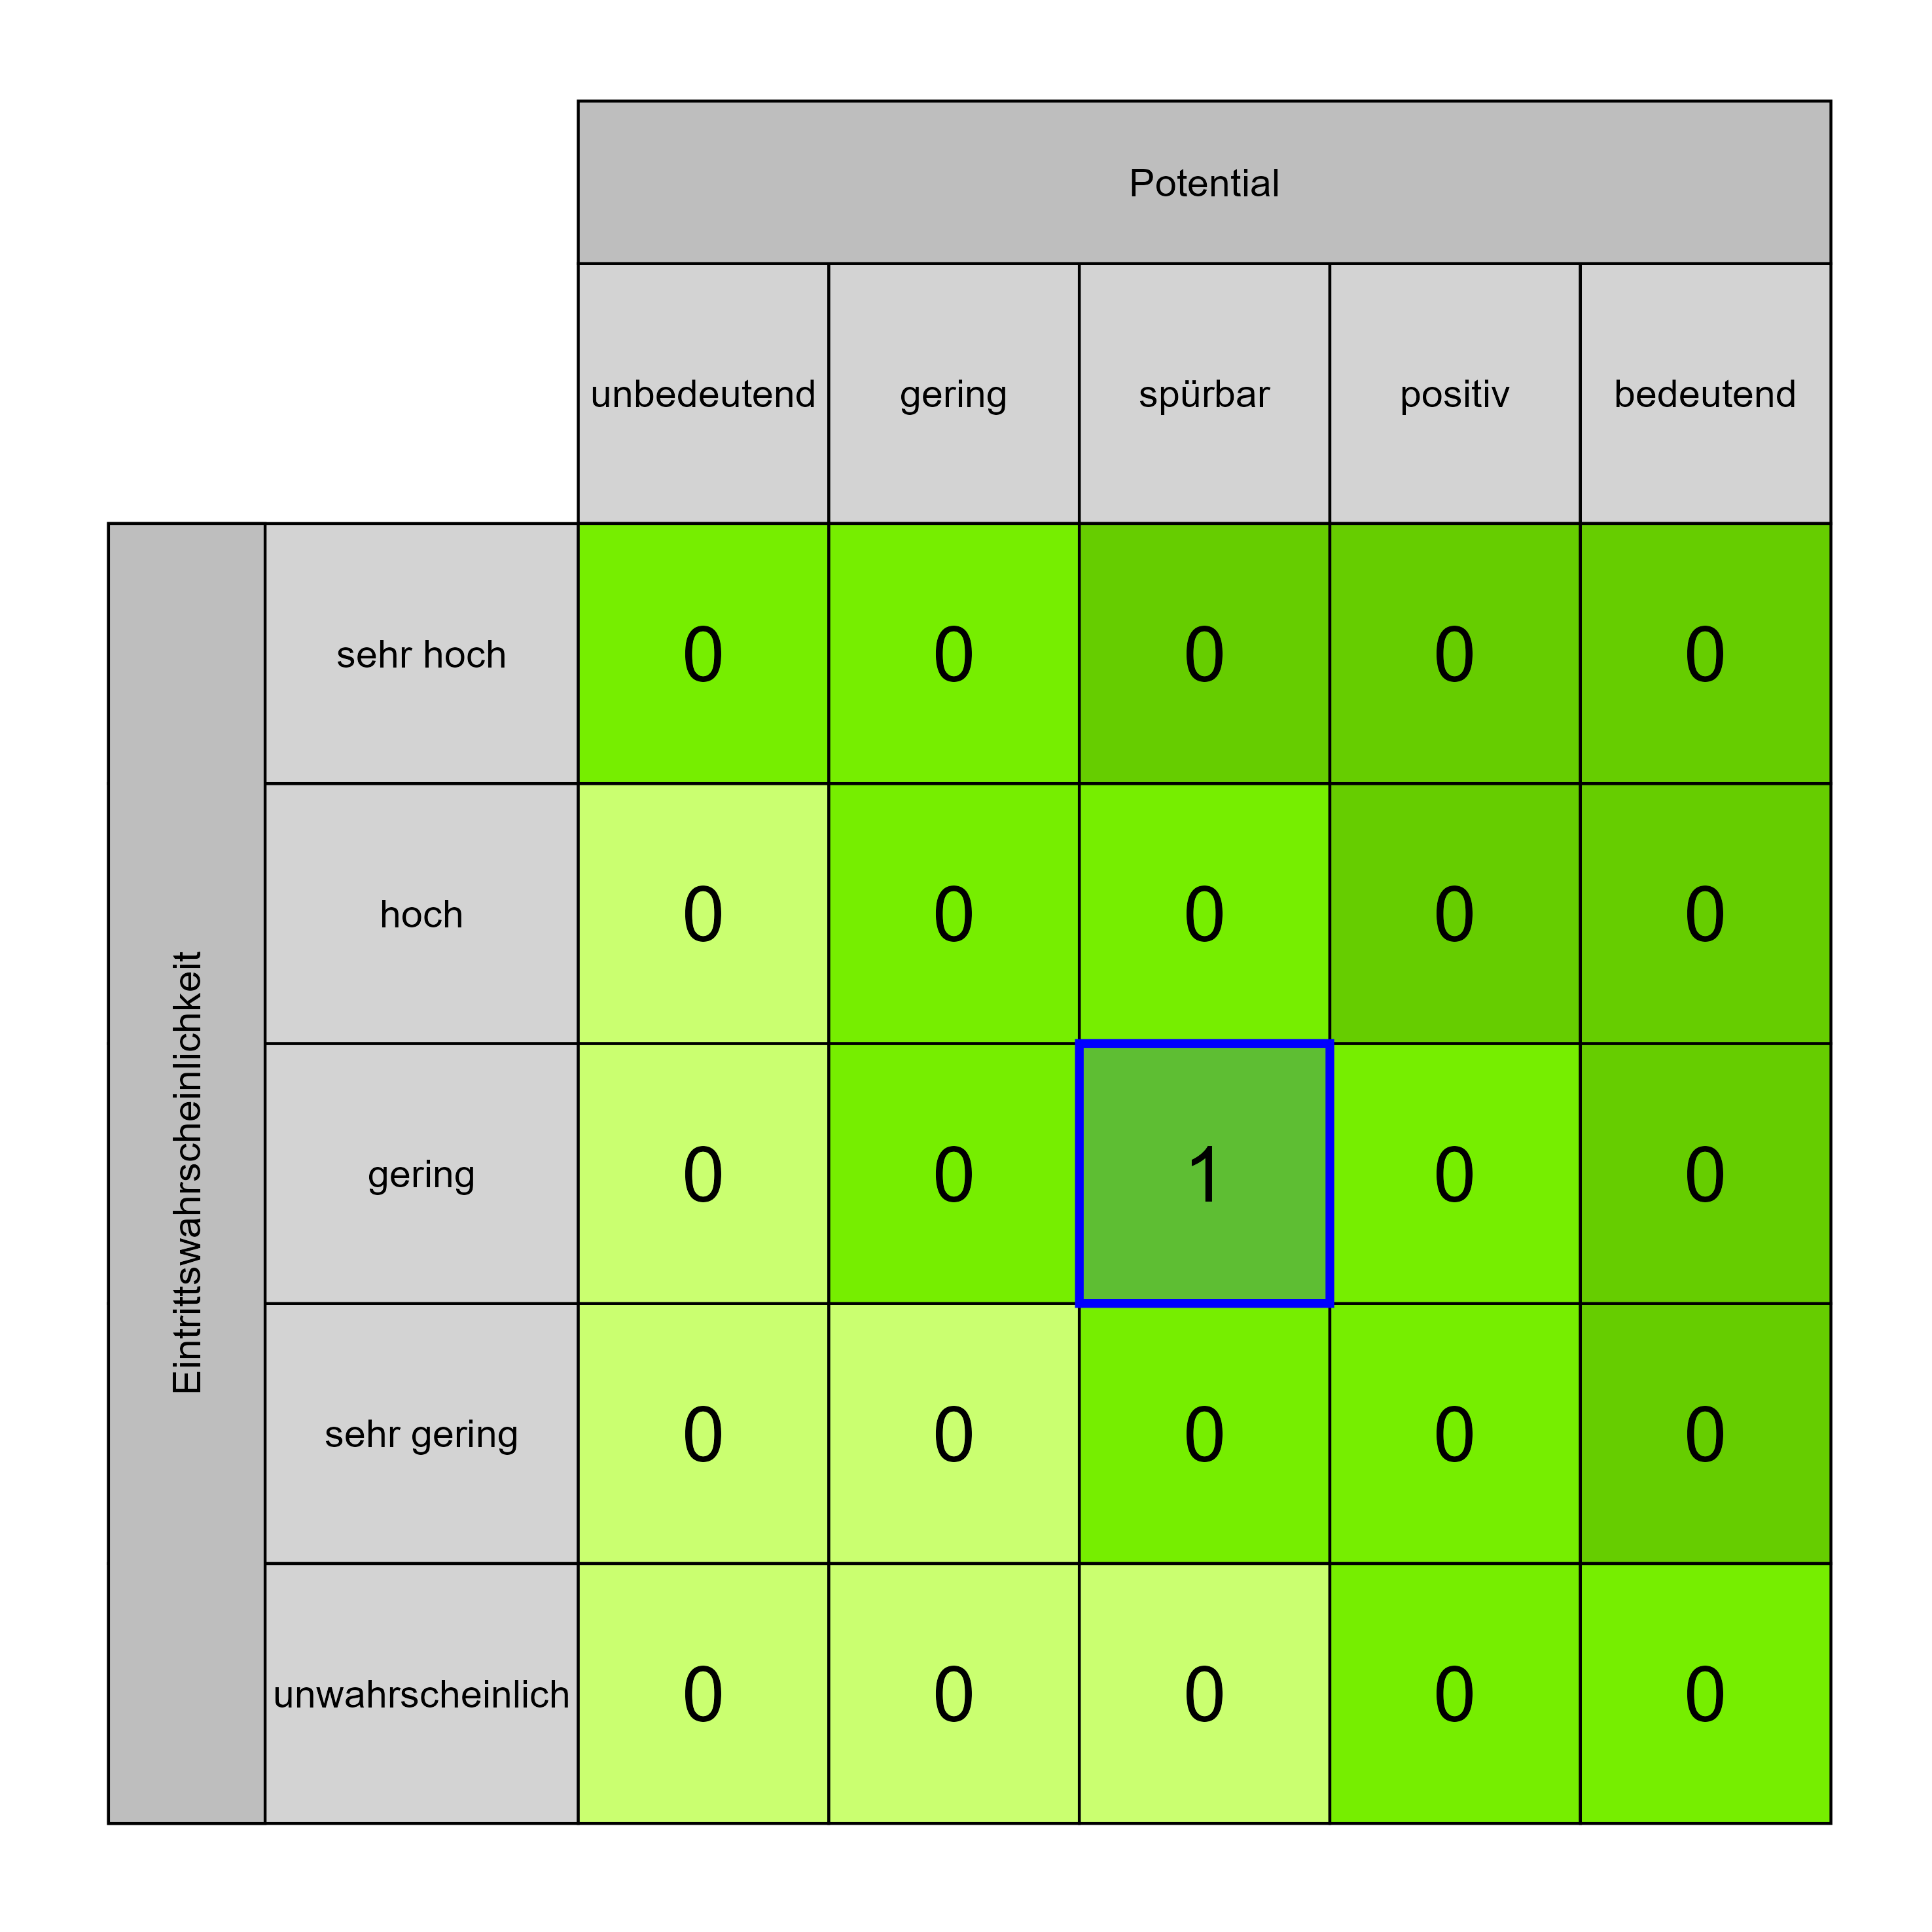 Potential
unbedeutend gering spürbar positiv bedeutend
Eintrittswahrscheinlichkeit
sehr hoch 0 0 0 0 0
hoch 0 0 0 0 0
gering 0 0 1 0 0
sehr gering 0 0 0 0 0
unwahrscheinlich 0 0 0 0 0